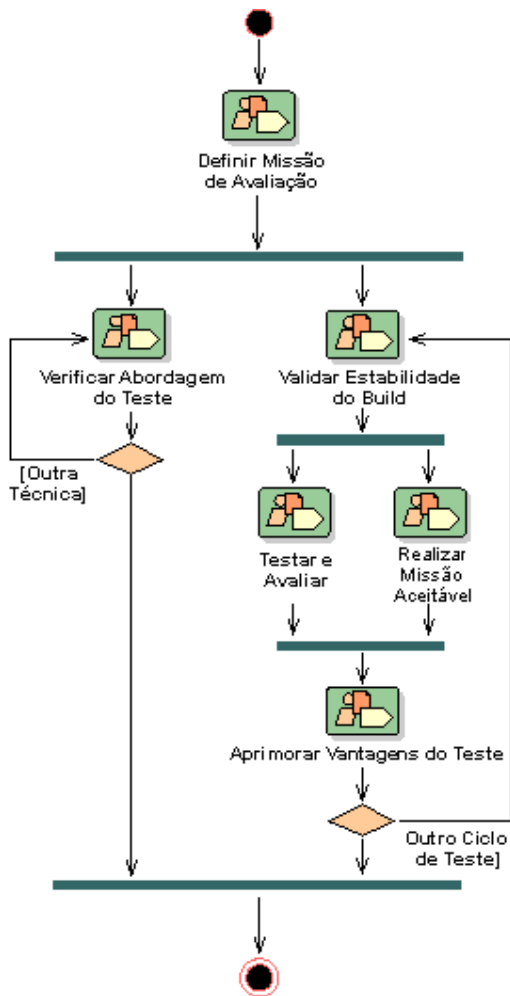 Definir Missão
de Avaliação
Verificar Abordagem
do Teste
Validar Estabilidade
do Build
[Outra
Técnica]
Testar e
Avaliar
Realizar
Missão
Aceitável
Aprimorar Vantagens do Teste
Outro Ciclo
de Teste]